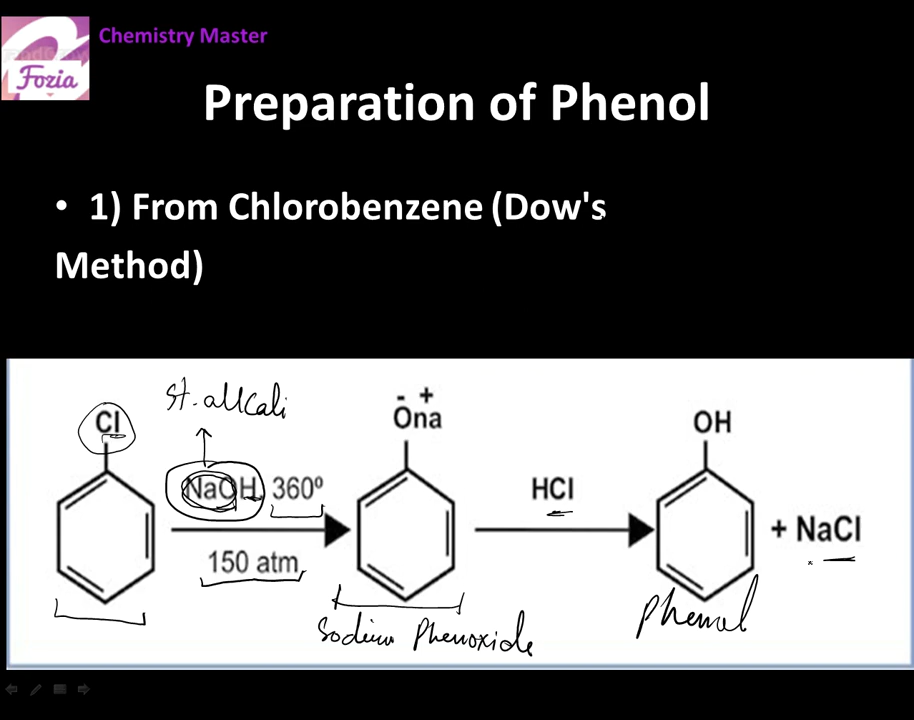 Chemistry Master
Fozia
Preparation of Phenol
• 1) From Chlorobenzene (Dow's
Method)
st. alkali
Cl
- +
Ona
OH
NaOH, 360º
HCl
+ NaCl
150 atm
Sodium Phenoxide
Phenol